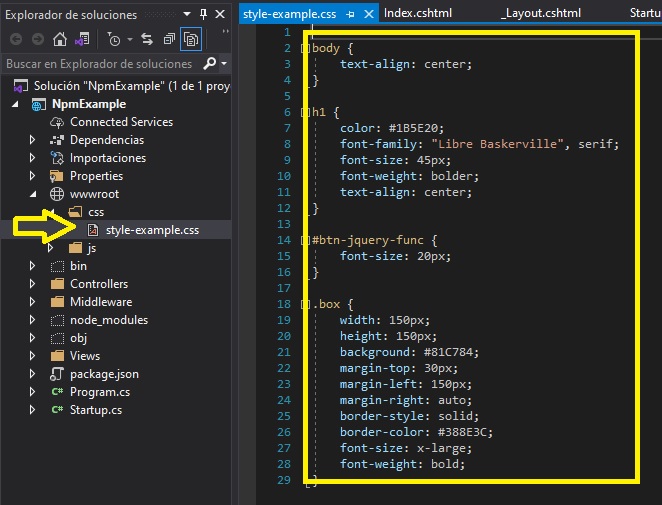 Explorador de soluciones
Buscar en Explorador de soluciones
Solución "NpmExample" (1 de 1 proye
NpmExample
Connected Services
Dependencias
Importaciones
Properties
wwwroot
css
style-example.css
js
bin
Controllers
Middleware
node_modules
obj
Views
package.json
C# Program.cs
C# Startup.cs
style-example.css Index.cshtml _Layout.cshtml Startu
1
2 body {
3 text-align: center;
4 }
5
6 h1 {
7 color: #1B5E20;
8 font-family: "Libre Baskerville", serif;
9 font-size: 45px;
10 font-weight: bolder;
11 text-align: center;
12 }
13
14 #btn-jquery-func {
15 font-size: 20px;
16 }
17
18 .box {
19 width: 150px;
20 height: 150px;
21 background: #81C784;
22 margin-top: 30px;
23 margin-left: 150px;
24 margin-right: auto;
25 border-style: solid;
26 border-color: #388E3C;
27 font-size: x-large;
28 font-weight: bold;
29 }